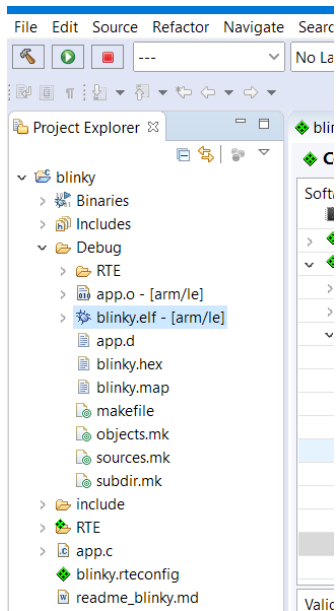 File Edit Source Refactor Navigate
---
Project Explorer
blinky
Binaries
Includes
Debug
RTE
app.o - [arm/le]
blinky.elf - [arm/le]
app.d
blinky.hex
blinky.map
makefile
objects.mk
sources.mk
subdir.mk
include
RTE
app.c
blinky.rteconfig
readme_blinky.md